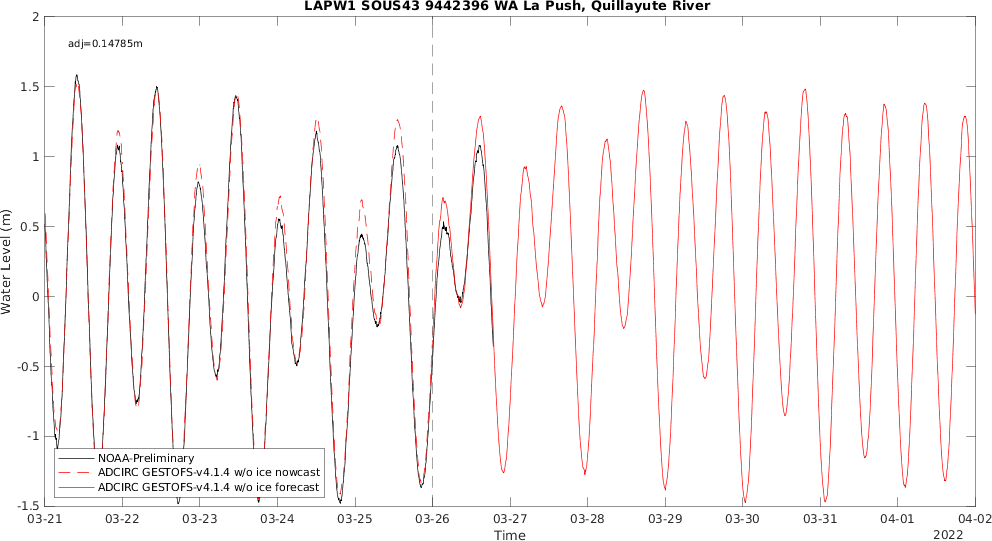 LAPW1 SOUS43 9442396 WA La Push, Quillayute River
adj=0.14785m
Water Level (m)
2
1.5
1
0.5
0
-0.5
-1
-1.5
NOAA-Preliminary
ADCIRC GESTOFS-v4.1.4 w/o ice nowcast
ADCIRC GESTOFS-v4.1.4 w/o ice forecast
03-21 03-22 03-23 03-24 03-25 03-26 03-27 03-28 03-29 03-30 03-31 04-01 04-02
Time
2022